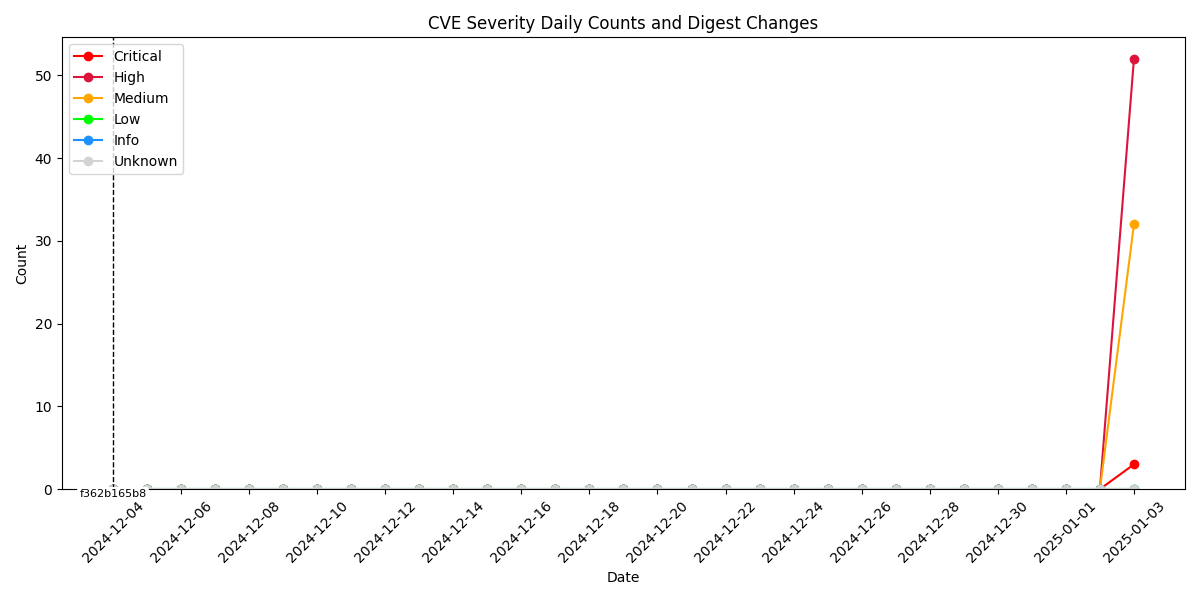 CVE Severity Daily Counts and Digest Changes
Critical
High
Medium
Low
Info
Unknown
50
40
30
20
10
0
Count
f362b165b8
2024-12-04
2024-12-06
2024-12-08
2024-12-10
2024-12-12
2024-12-14
2024-12-16
2024-12-18
2024-12-20
2024-12-22
2024-12-24
2024-12-26
2024-12-28
2024-12-30
2025-01-01
2025-01-03
Date